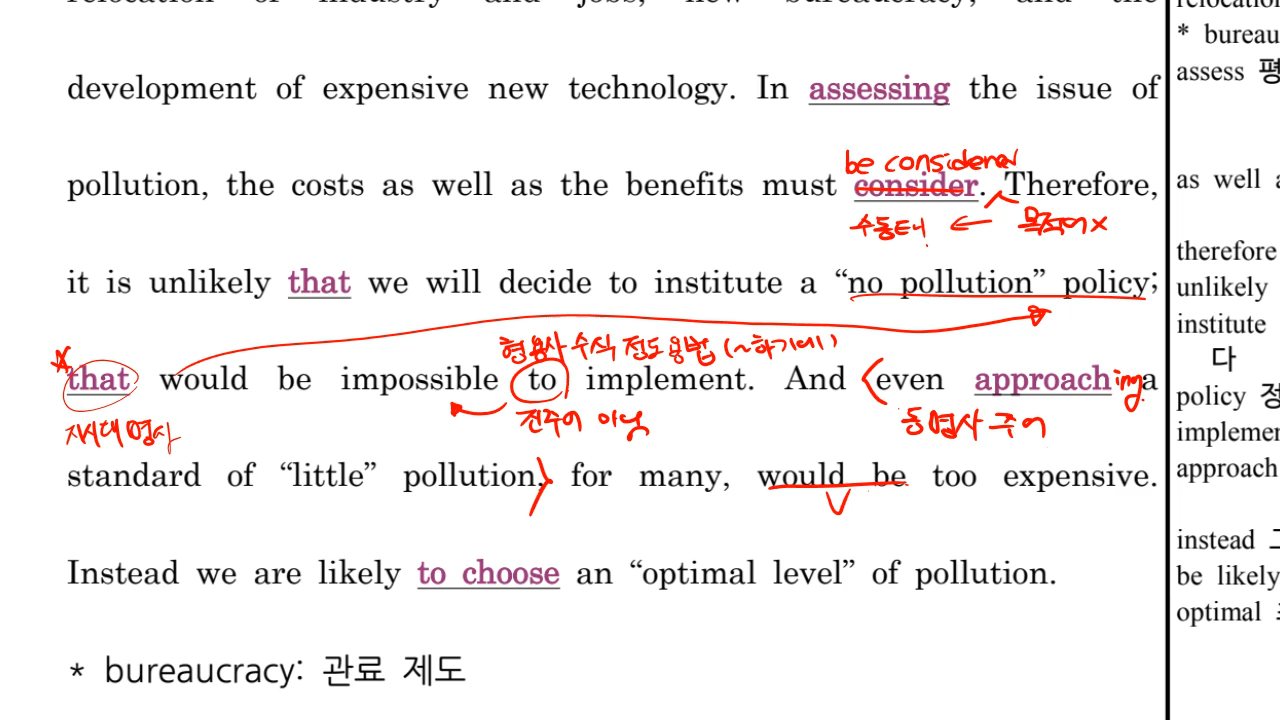 relocation of industry and jobs, new bureaucracy, and the
development of expensive new technology. In assessing the issue of
be considered
pollution, the costs as well as the benefits must consider. Therefore,
수동태! ← 목적어 x
it is unlikely that we will decide to institute a “no pollution” policy;
형용사 수식 정도 용법 (~하기에)
that would be impossible to implement. And even approaching a
지시대명사
진주어 아님
동명사 주어
standard of “little” pollution, for many, would be too expensive.
V
Instead we are likely to choose an “optimal level” of pollution.
* bureaucracy: 관료 제도
relocation
* bureau
assess 평
as well a
therefore
unlikely
institute
다
policy 정
implemen
approach
instead 그
be likely
optimal 최